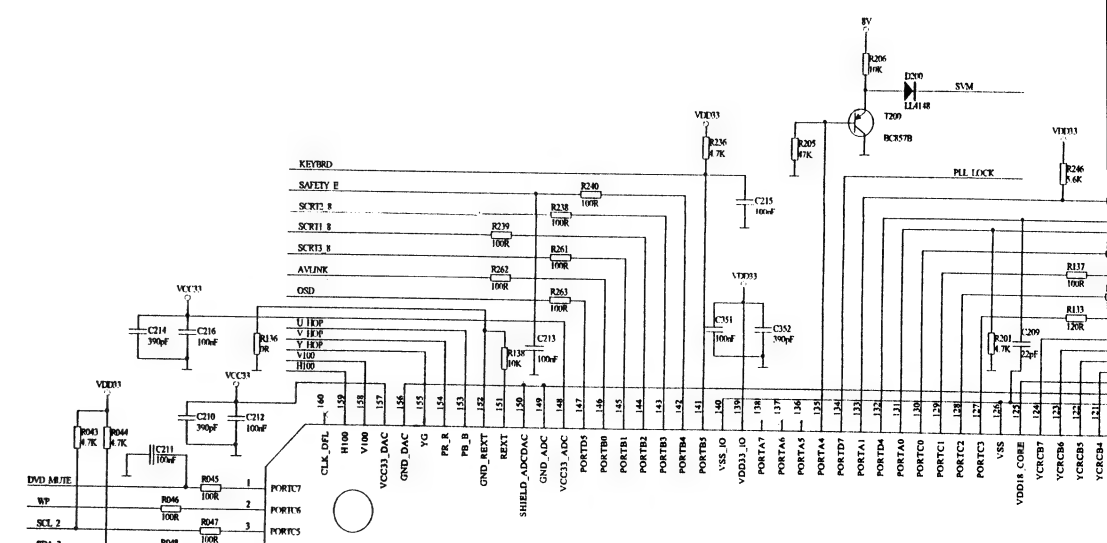 8V
R206
10K
D200
SVM
LL4148
T200
BC857B
VDD33
R236
4.7K
R205
47K
VDD33
R246
5.6K
KEYBRD
PLL_LOCK
SAFETY_E
R240
100R
C215
100nF
SCRT2_8
R238
100R
SCRT1_8
R239
100R
SCRT3_8
R261
100R
AVLINK
R262
100R
VDD33
R137
100R
OSD
R263
100R
VCC33
C214
390pF
C216
100nF
R136
0R
U_HOP
V_HOP
Y_HOP
V100
H100
R138
10K
C213
100nF
C351
100nF
C352
390pF
R133
120R
R201
4.7K
C209
22pF
VDD33
VCC33
C210
390pF
C212
100nF
R043
4.7K
R044
4.7K
C211
100nF
160 159 158 157 156 155 154 153 152 151 150 149 148 147 146 145 144 143 142 141 140 139 138 137 136 135 134 133 132 131 130 129 128 127 126 125 124 123 122 121
CLK_DFL
H100
V100
VCC33_DAC
GND_DAC
YG
PR_R
PB_B
GND_REXT
REXT
SHIELD_ADCDAC
GND_ADC
VCC33_ADC
PORTD5
PORTB0
PORTB1
PORTB2
PORTB3
PORTB4
PORTB5
VSS_IO
VDD33_IO
PORTA7
PORTA6
PORTA5
PORTA4
PORTD7
PORTA1
PORTD4
PORTA0
PORTC0
PORTC1
PORTC2
PORTC3
VSS
VDD18_CORE
YCRCB7
YCRCB6
YCRCB5
YCRCB4
DVD_MUTE
R045
100R
1
PORTC7
WP
R046
100R
2
PORTC6
SCL_2
R047
100R
3
PORTC5
R048